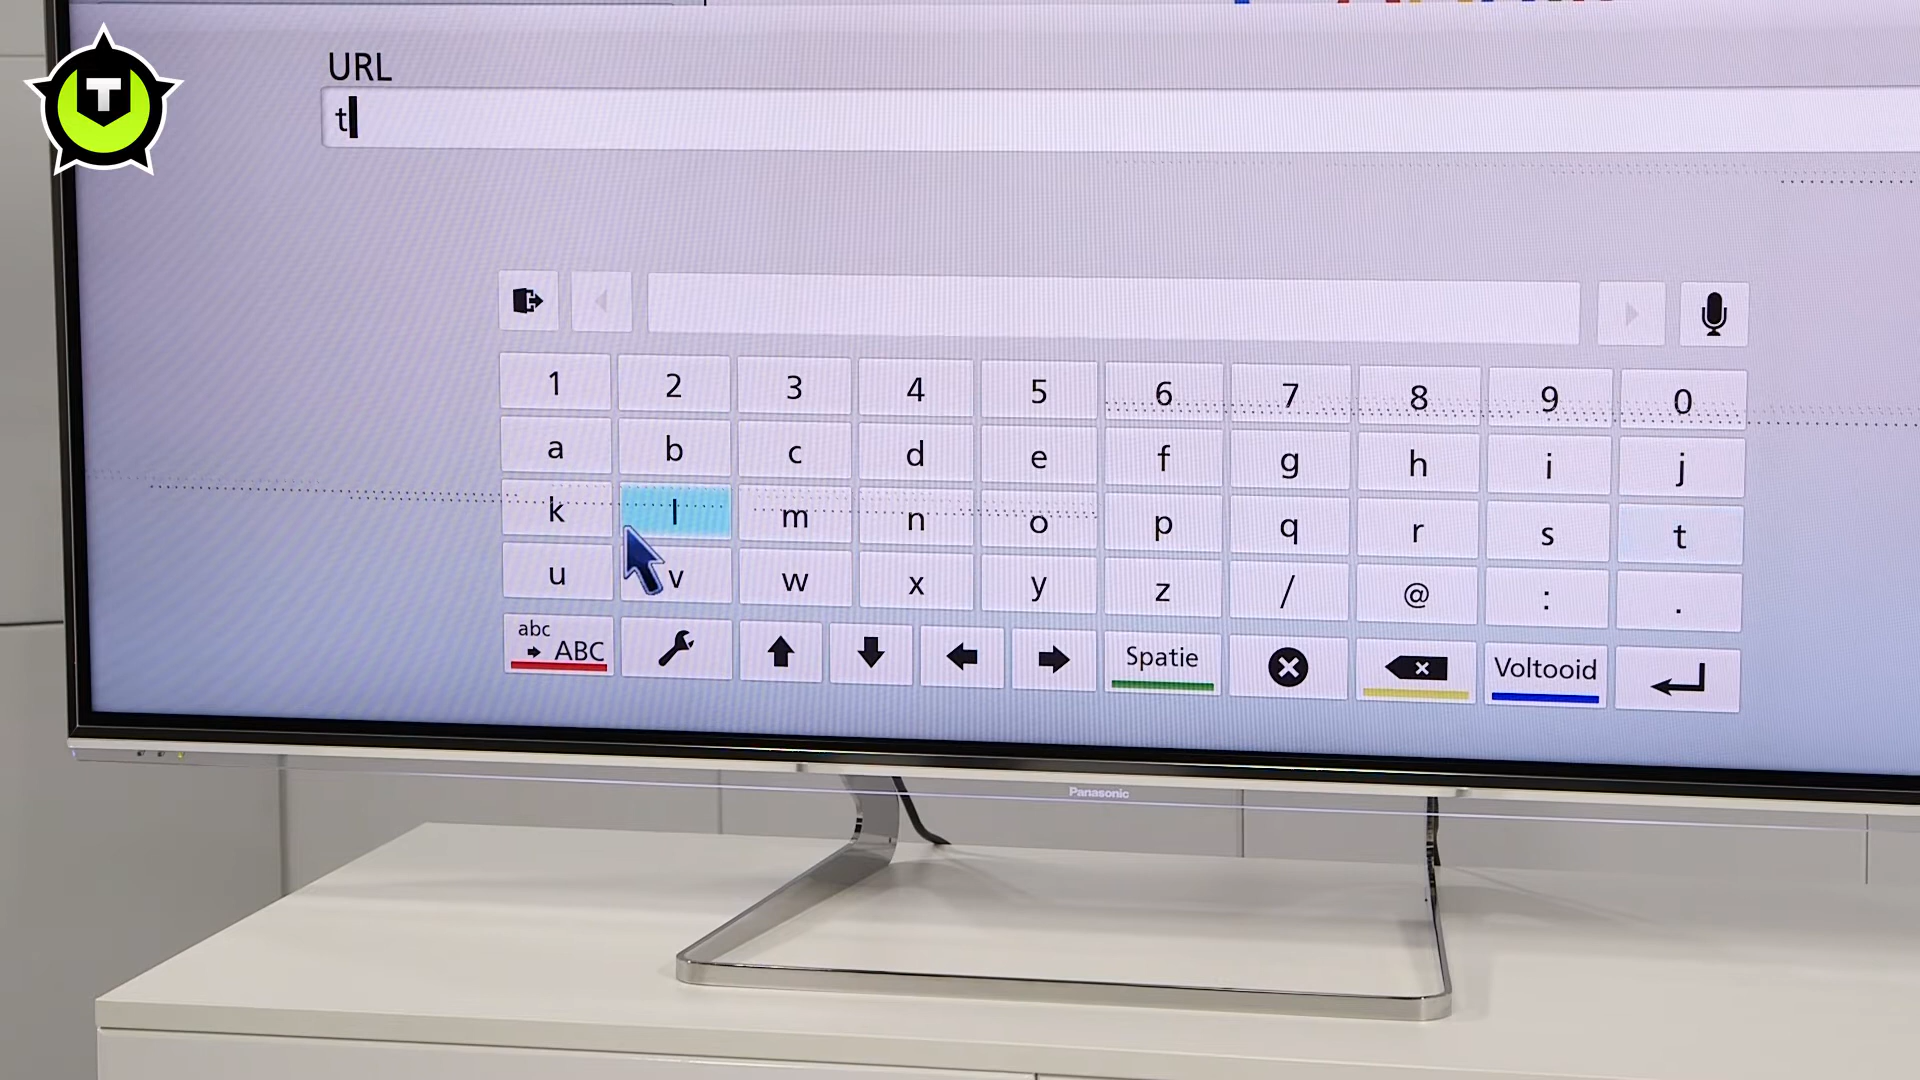 T
URL
t
1 2 3 4 5 6 7 8 9 0
a b c d e f g h i j
k l m n o p q r s t
u v w x y z / @ : .
abc
ABC
Spatie
Voltooid
Panasonic